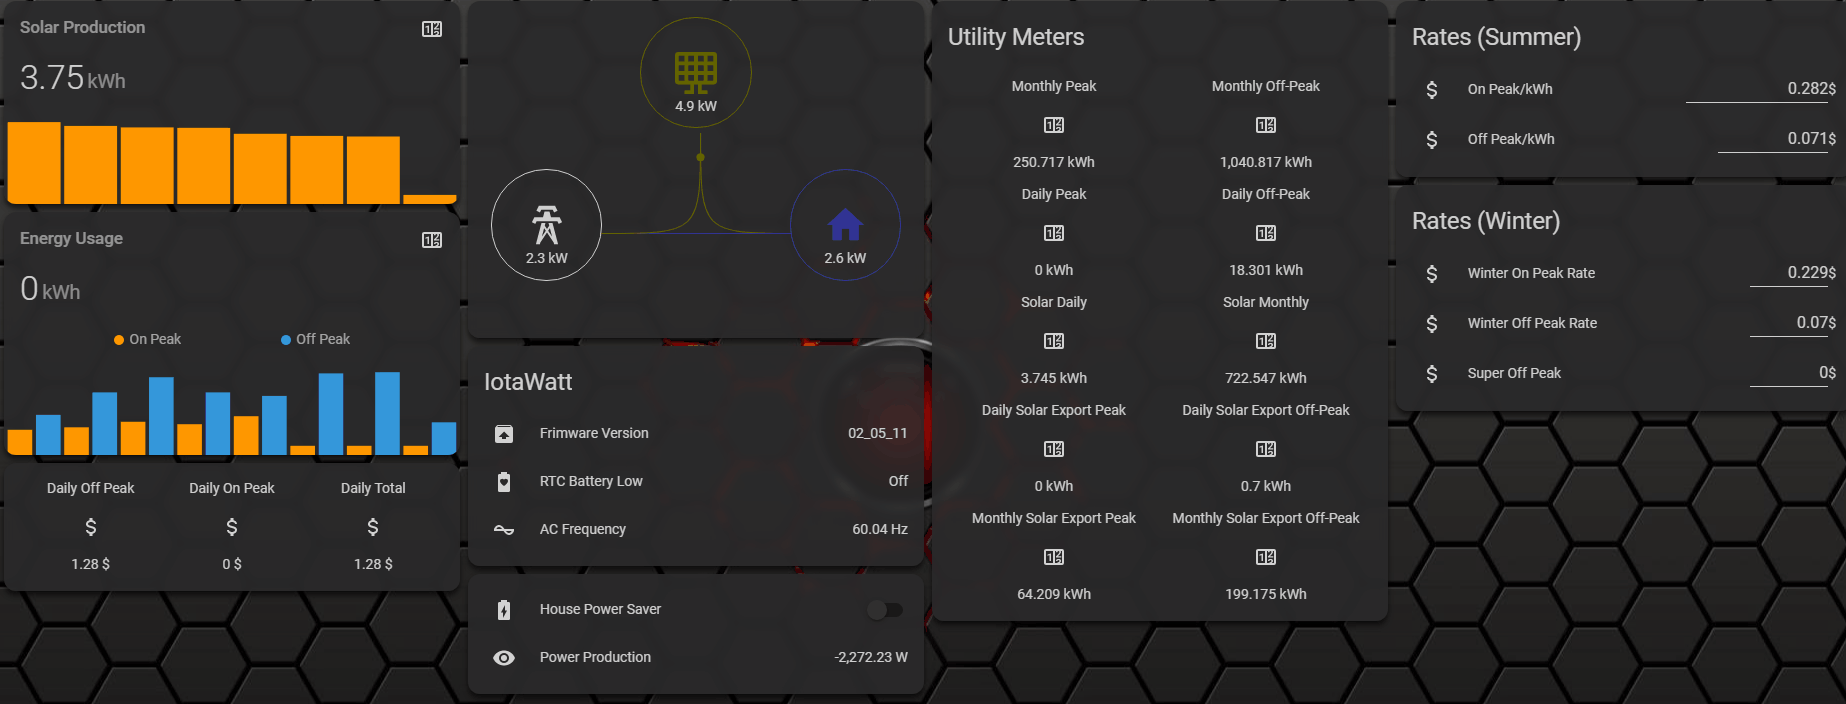 Solar Production
3.75 kWh
Energy Usage
0 kWh
On Peak Off Peak
Daily Off Peak Daily On Peak Daily Total
$ $ $
1.28 $ 0 $ 1.28 $
4.9 kW
2.3 kW 2.6 kW
IotaWatt
Frimware Version 02_05_11
RTC Battery Low Off
AC Frequency 60.04 Hz
House Power Saver
Power Production -2,272.23 W
Utility Meters
Monthly Peak Monthly Off-Peak
250.717 kWh 1,040.817 kWh
Daily Peak Daily Off-Peak
0 kWh 18.301 kWh
Solar Daily Solar Monthly
3.745 kWh 722.547 kWh
Daily Solar Export Peak Daily Solar Export Off-Peak
0 kWh 0.7 kWh
Monthly Solar Export Peak Monthly Solar Export Off-Peak
64.209 kWh 199.175 kWh
Rates (Summer)
$ On Peak/kWh 0.282$
$ Off Peak/kWh 0.071$
Rates (Winter)
$ Winter On Peak Rate 0.229$
$ Winter Off Peak Rate 0.07$
$ Super Off Peak 0$